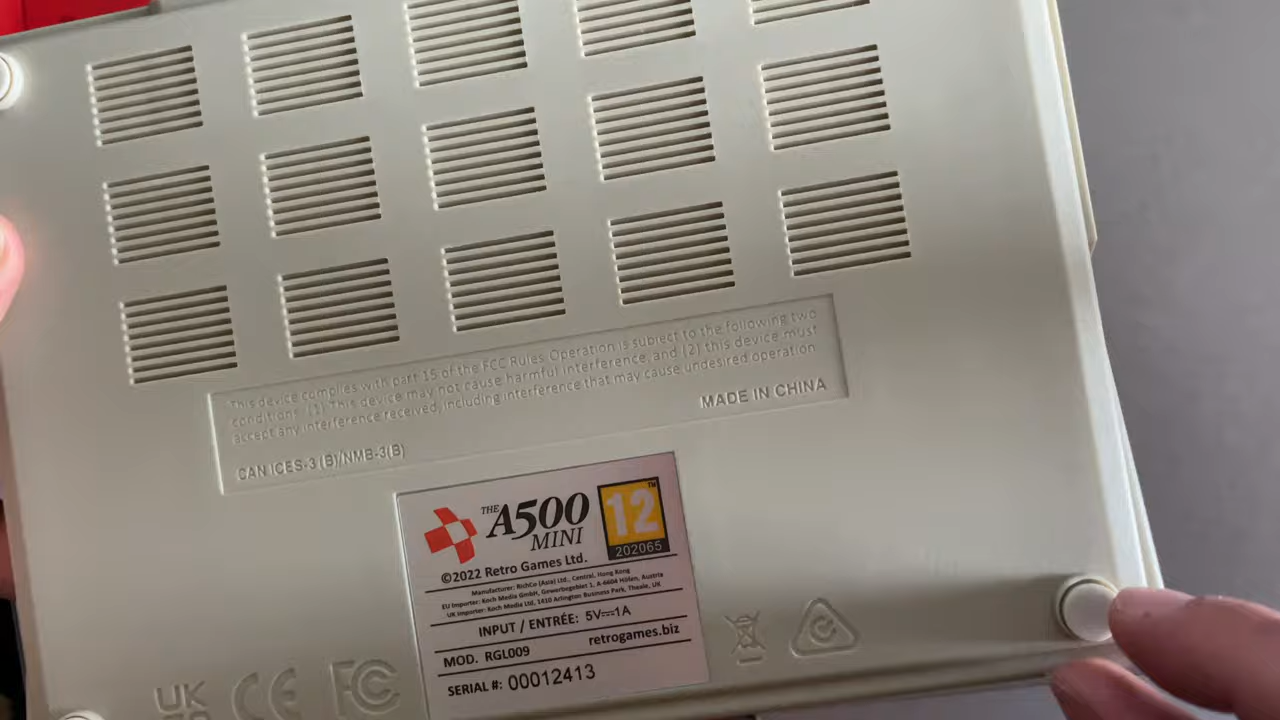 This device complies with part 15 of the FCC Rules. Operation is subject to the following two
conditions: (1) This device may not cause harmful interference, and (2) this device must
accept any interference received, including interference that may cause undesired operation
MADE IN CHINA
CAN ICES-3 (B)/NMB-3(B)
THE A500 MINI
12
TM
202065
©2022 Retro Games Ltd.
Manufacturer: RichCo (Asia) Ltd., Central, Hong Kong
EU Importer: Koch Media GmbH, Gewerbegebiet 1, A-6604 Höfen, Austria
UK Importer: Koch Media Ltd, 1410 Arlington Business Park, Theale, UK
INPUT / ENTRÉE: 5V⎓1A
MOD. RGL009
retrogames.biz
SERIAL #: 00012413
UK
CE
FC